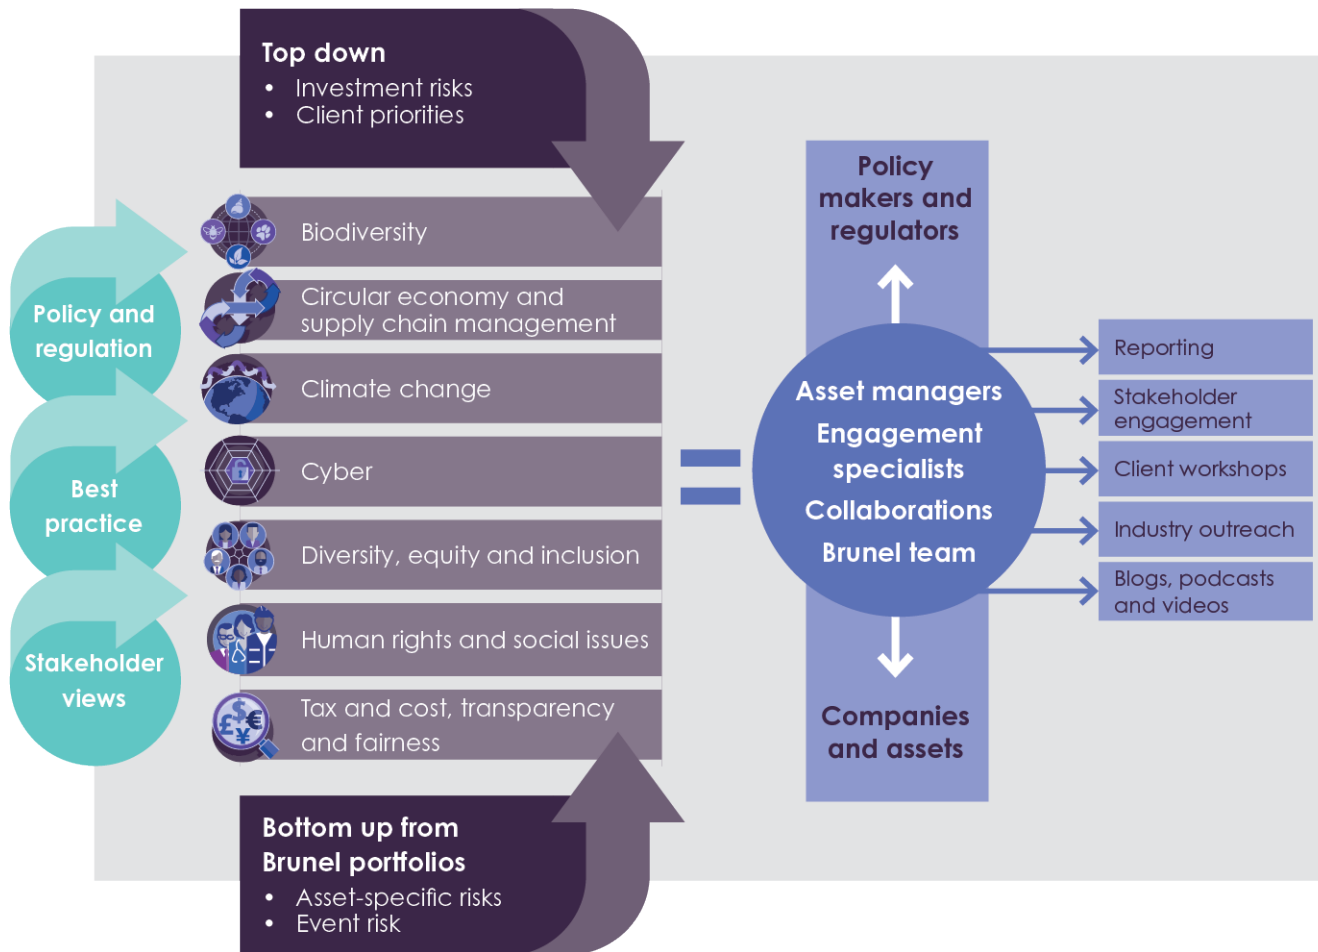 Top down
• Investment risks
• Client priorities
Policy and
regulation
Best
practice
Stakeholder
views
Biodiversity
Circular economy and
supply chain management
Climate change
Cyber
Diversity, equity and inclusion
Human rights and social issues
£ $ € ¥
Tax and cost, transparency
and fairness
Bottom up from
Brunel portfolios
• Asset-specific risks
• Event risk
=
Policy
makers and
regulators
Asset managers
Engagement
specialists
Collaborations
Brunel team
Companies
and assets
Reporting
Stakeholder
engagement
Client workshops
Industry outreach
Blogs, podcasts
and videos